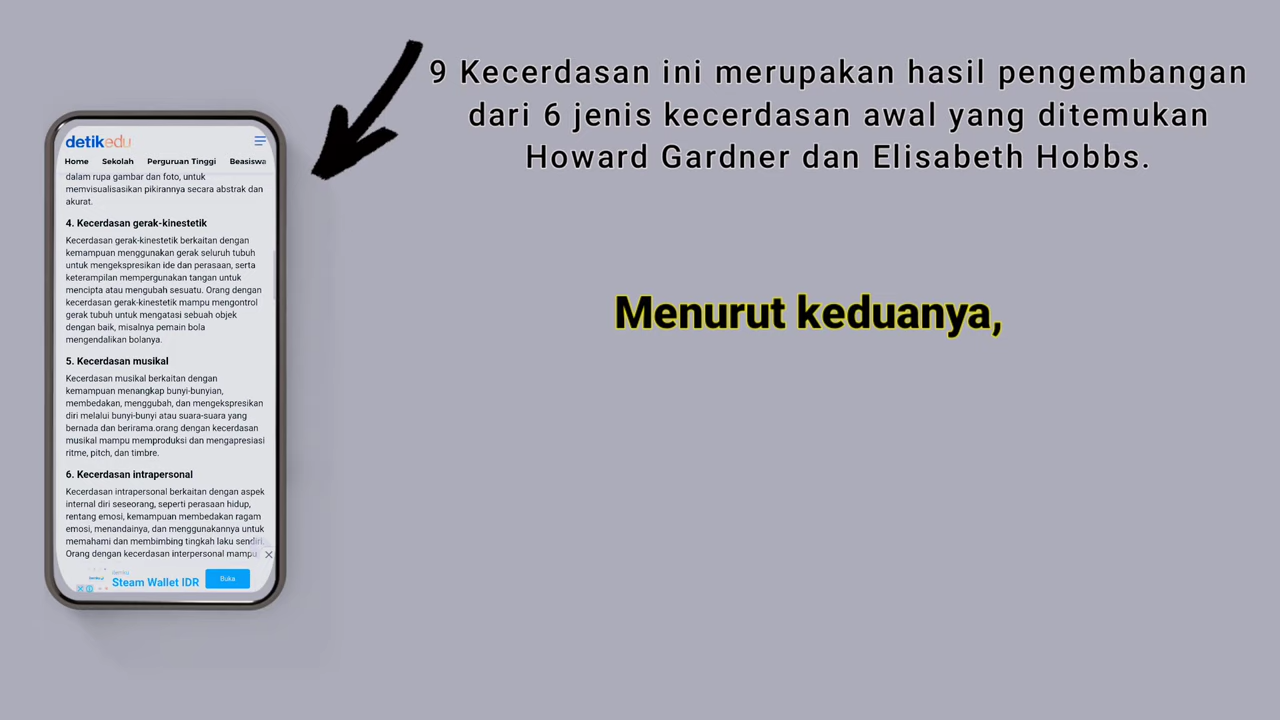 9 Kecerdasan ini merupakan hasil pengembangan
dari 6 jenis kecerdasan awal yang ditemukan
Howard Gardner dan Elisabeth Hobbs.
Menurut keduanya,
detikedu
Home Sekolah Perguruan Tinggi Beasiswa
dalam rupa gambar dan foto, untuk
memvisualisasikan pikirannya secara abstrak dan
akurat.
4. Kecerdasan gerak-kinestetik
Kecerdasan gerak-kinestetik berkaitan dengan
kemampuan menggunakan gerak seluruh tubuh
untuk mengekspresikan ide dan perasaan, serta
keterampilan mempergunakan tangan untuk
mencipta atau mengubah sesuatu. Orang dengan
kecerdasan gerak-kinestetik mampu mengontrol
gerak tubuh untuk mengatasi sebuah objek
dengan baik, misalnya pemain bola
mengendalikan bolanya.
5. Kecerdasan musikal
Kecerdasan musikal berkaitan dengan
kemampuan menangkap bunyi-bunyian,
membedakan, menggubah, dan mengekspresikan
diri melalui bunyi-bunyi atau suara-suara yang
bernada dan berirama.orang dengan kecerdasan
musikal mampu memproduksi dan mengapresiasi
ritme, pitch, dan timbre.
6. Kecerdasan intrapersonal
Kecerdasan intrapersonal berkaitan dengan aspek
internal diri seseorang, seperti perasaan hidup,
rentang emosi, kemampuan membedakan ragam
emosi, menandainya, dan menggunakannya untuk
memahami dan membimbing tingkah laku sendiri.
Orang dengan kecerdasan interpersonal mampu
Steam Wallet IDR
Buka